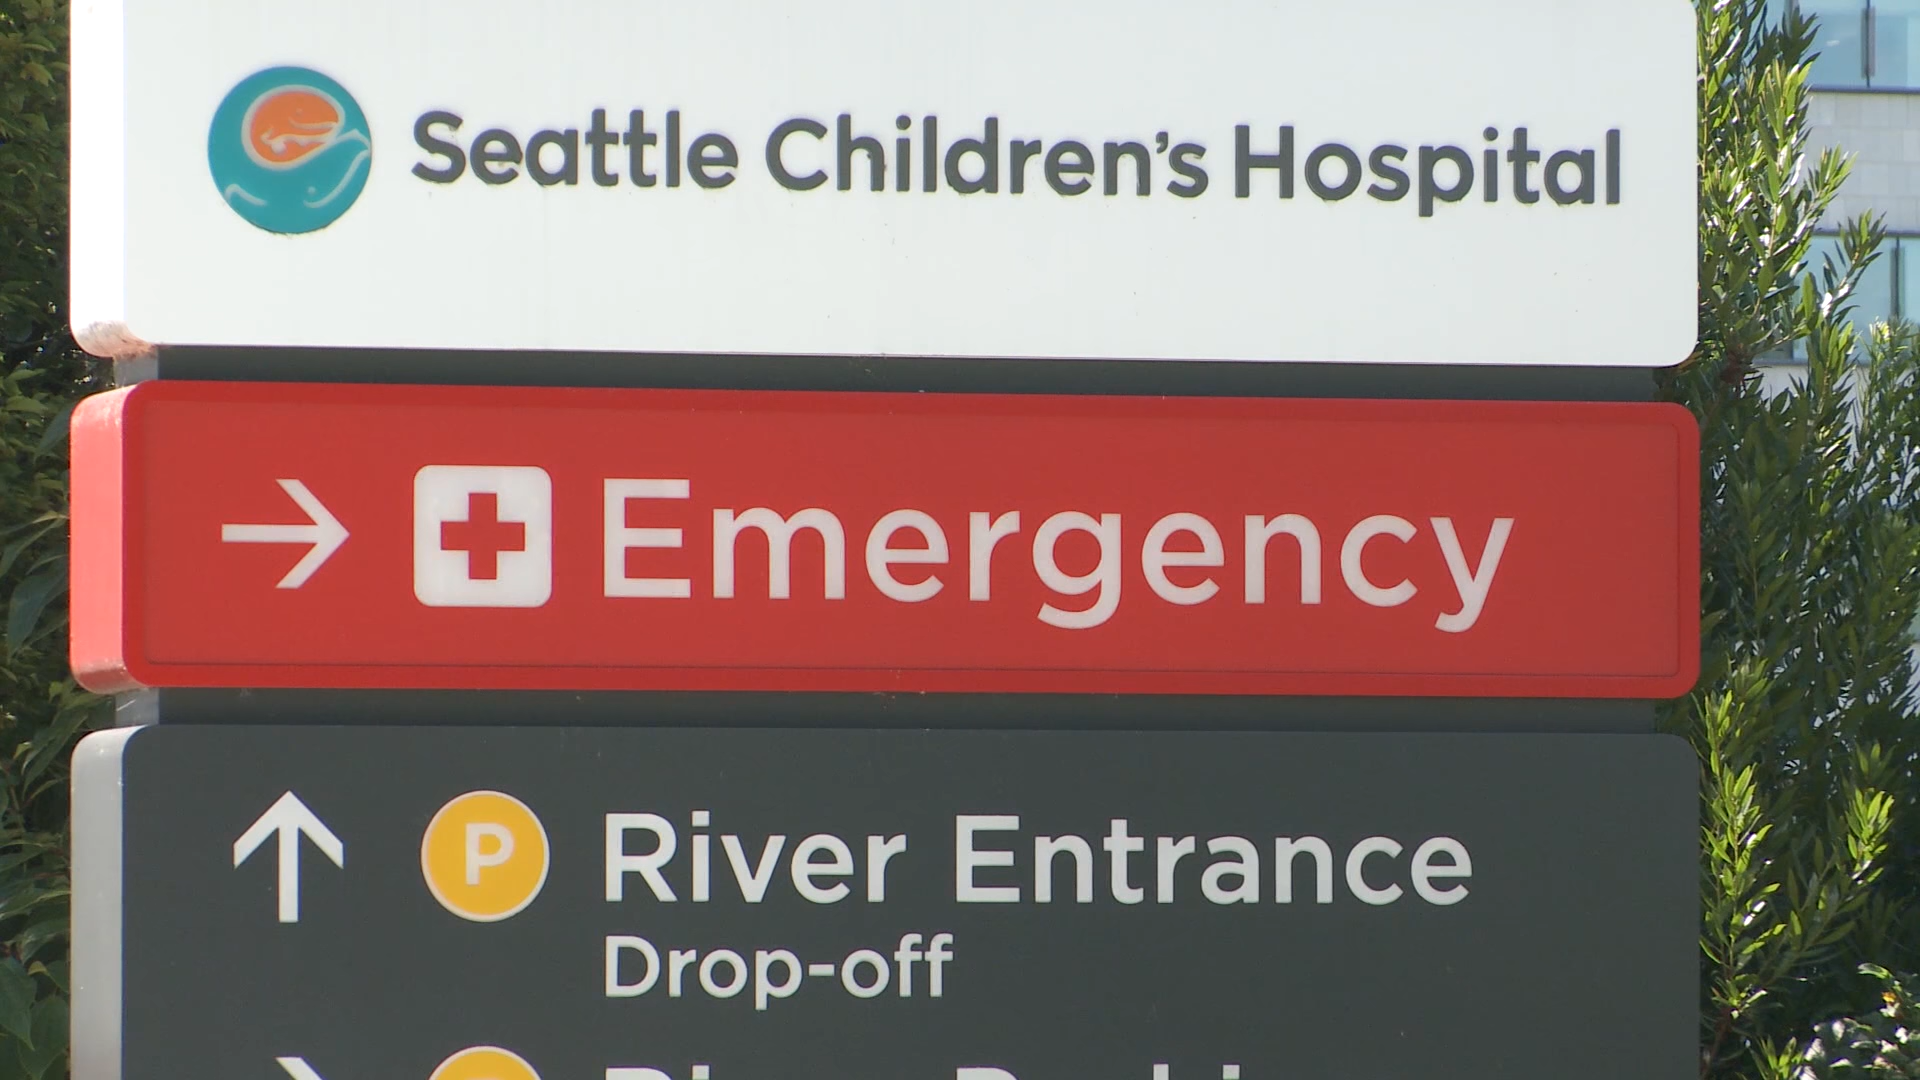 Seattle Children's Hospital
→ Emergency
↑ P River Entrance
Drop-off